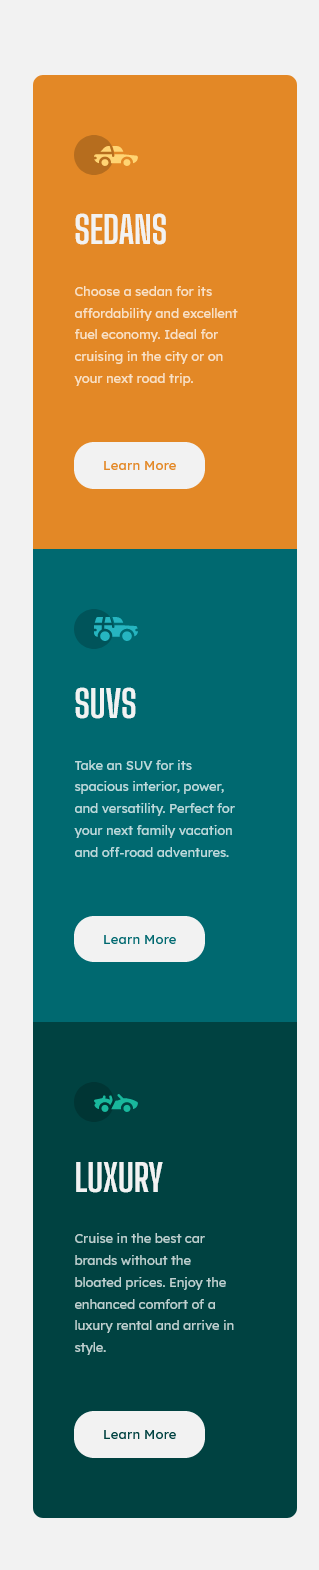 SEDANS
Choose a sedan for its
affordability and excellent
fuel economy. Ideal for
cruising in the city or on
your next road trip.
Learn More
SUVS
Take an SUV for its
spacious interior, power,
and versatility. Perfect for
your next family vacation
and off-road adventures.
Learn More
LUXURY
Cruise in the best car
brands without the
bloated prices. Enjoy the
enhanced comfort of a
luxury rental and arrive in
style.
Learn More